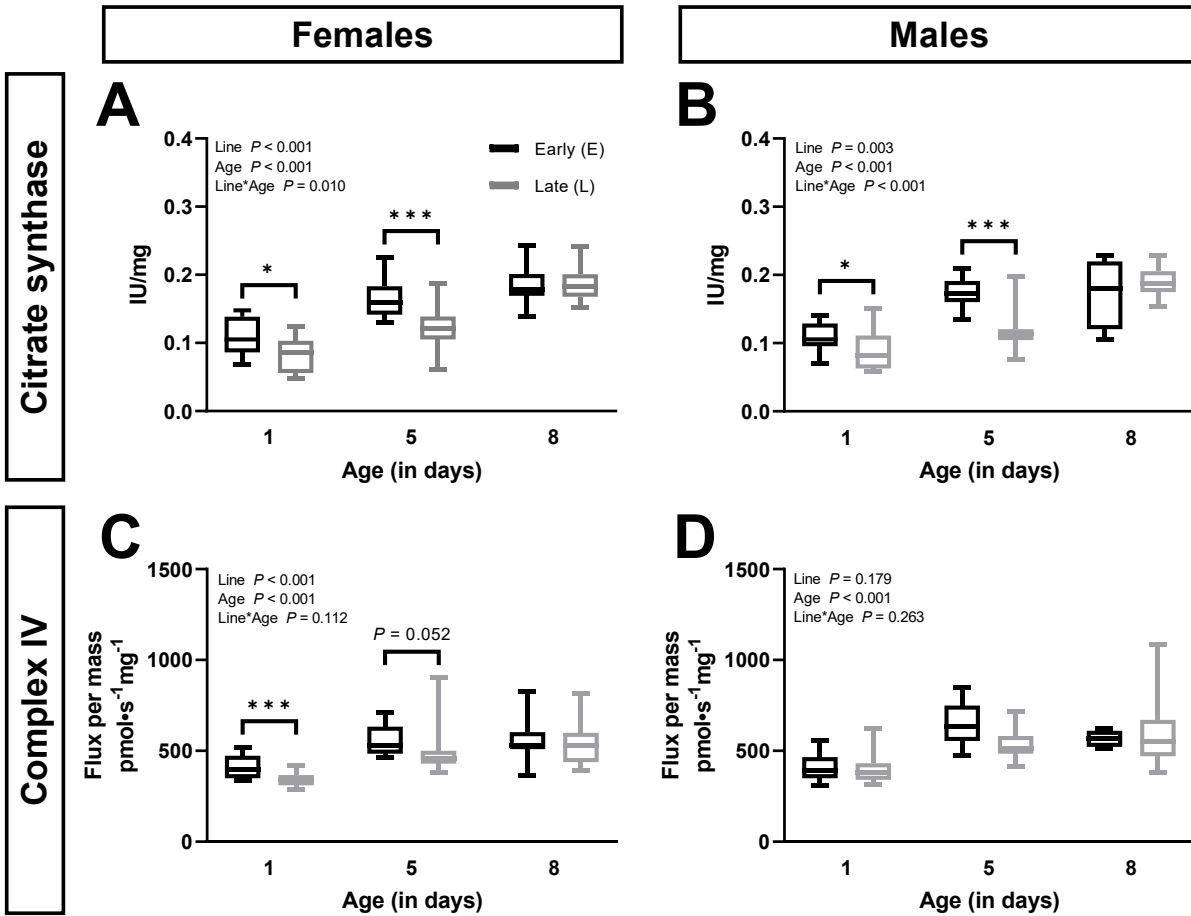 Females
Males
Citrate synthase
A
Line P < 0.001
Age P < 0.001
Line*Age P = 0.010
Early (E)
Late (L)
IU/mg
0.4
0.3
0.2
0.1
0.0
*
***
1
5
8
Age (in days)
B
Line P = 0.003
Age P < 0.001
Line*Age P < 0.001
IU/mg
0.4
0.3
0.2
0.1
0.0
*
***
1
5
8
Age (in days)
Complex IV
C
Line P < 0.001
Age P < 0.001
Line*Age P = 0.112
P = 0.052
***
Flux per mass
pmol•s⁻¹mg⁻¹
1500
1000
500
0
1
5
8
Age (in days)
D
Line P = 0.179
Age P < 0.001
Line*Age P = 0.263
Flux per mass
pmol•s⁻¹mg⁻¹
1500
1000
500
0
1
5
8
Age (in days)